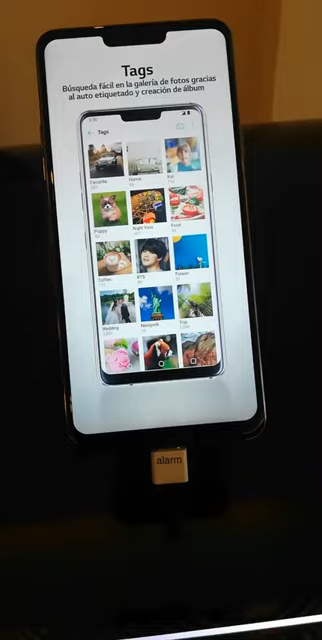 Tags
Búsqueda fácil en la galería de fotos gracias
al auto etiquetado y creación de álbum
Tags
Favorite
Home
Kid
Puppy
Night View
Food
Coffee
BTS
Flower
Wedding
Newyork
Trip
alarm